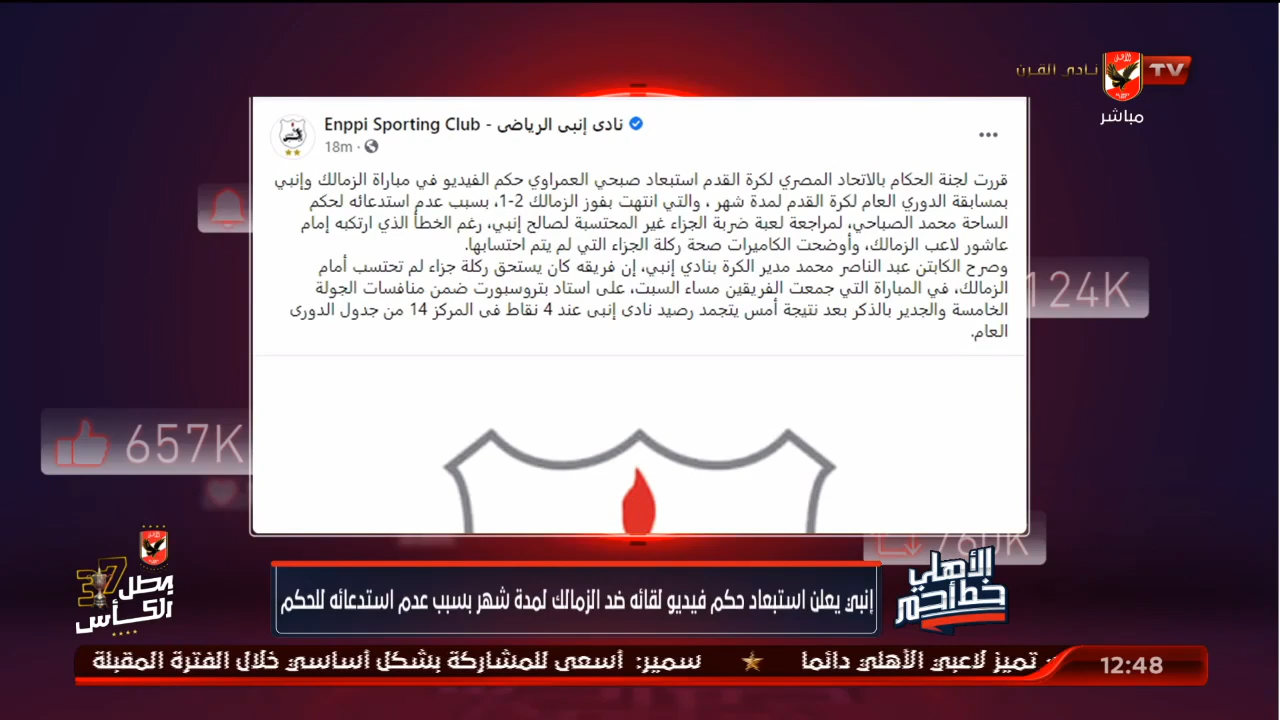 نادي القرن
TV
مباشر
Enppi Sporting Club - نادى إنبى الرياضى
18m
قررت لجنة الحكام بالاتحاد المصري لكرة القدم استبعاد صبحي العمراوي حكم الفيديو في مباراة الزمالك وإنبي
بمسابقة الدوري العام لكرة القدم لمدة شهر ، والتي انتهت بفوز الزمالك 2-1، بسبب عدم استدعائه لحكم
الساحة محمد الصباحي، لمراجعة لعبة ضربة الجزاء غير المحتسبة لصالح إنبي، رغم الخطأ الذي ارتكبه إمام
عاشور لاعب الزمالك، وأوضحت الكاميرات صحة ركلة الجزاء التي لم يتم احتسابها.
وصرح الكابتن عبد الناصر محمد مدير الكرة بنادي إنبي، إن فريقه كان يستحق ركلة جزاء لم تحتسب أمام
الزمالك، في المباراة التي جمعت الفريقين مساء السبت، على استاد بتروسبورت ضمن منافسات الجولة
الخامسة والجدير بالذكر بعد نتيجة أمس يتجمد رصيد نادى إنبى عند 4 نقاط فى المركز 14 من جدول الدورى
العام.
124K
657K
760K
بطل الكأس
37
الأهلي
خط أحمر
إنبي يعلن استبعاد حكم فيديو لقائه ضد الزمالك لمدة شهر بسبب عدم استدعائه للحكم
تميز لاعبي الأهلي دائما ★ سمير: أسعى للمشاركة بشكل أساسي خلال الفترة المقبلة
12:48